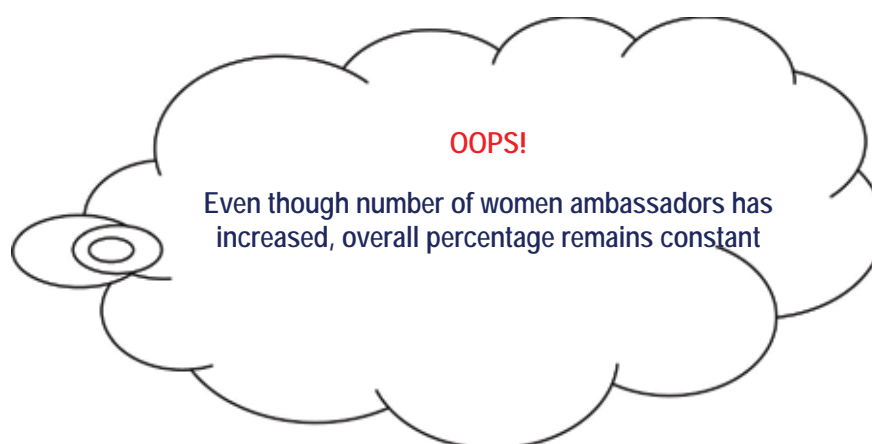 OOPS!
Even though number of women ambassadors has
increased, overall percentage remains constant